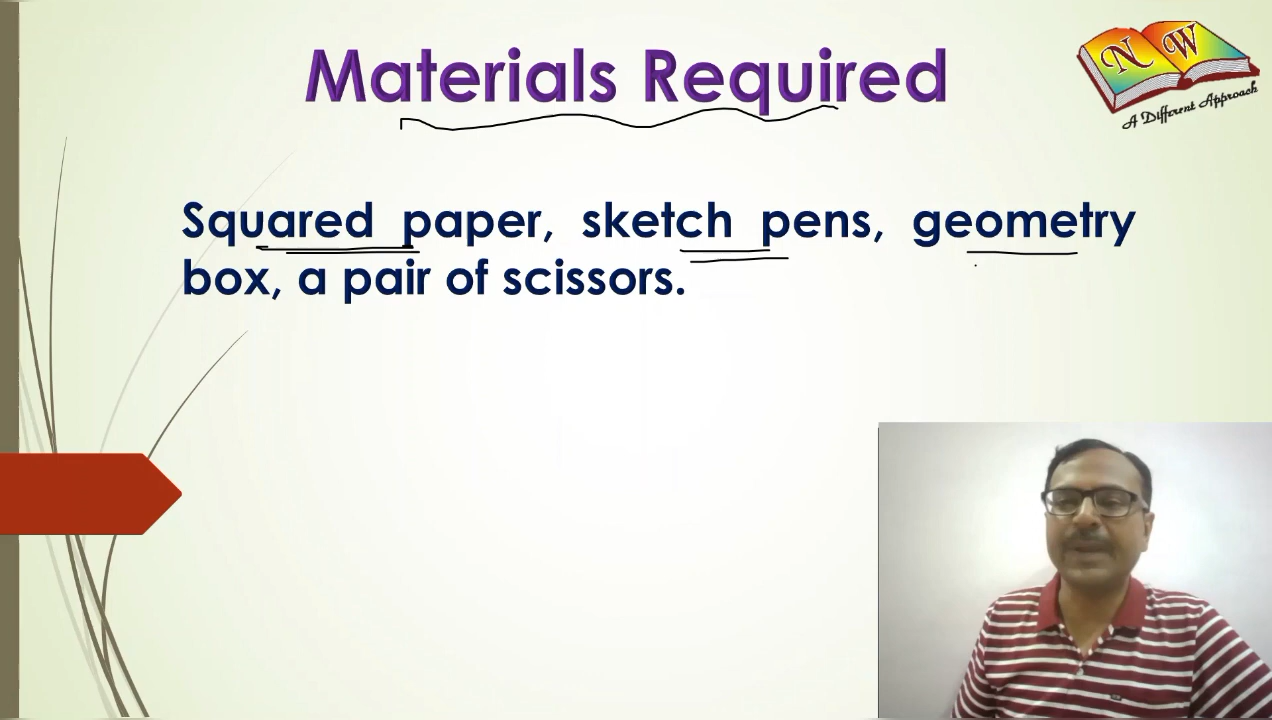 Materials Required
N W
A Different Approach
Squared paper, sketch pens, geometry
box, a pair of scissors.